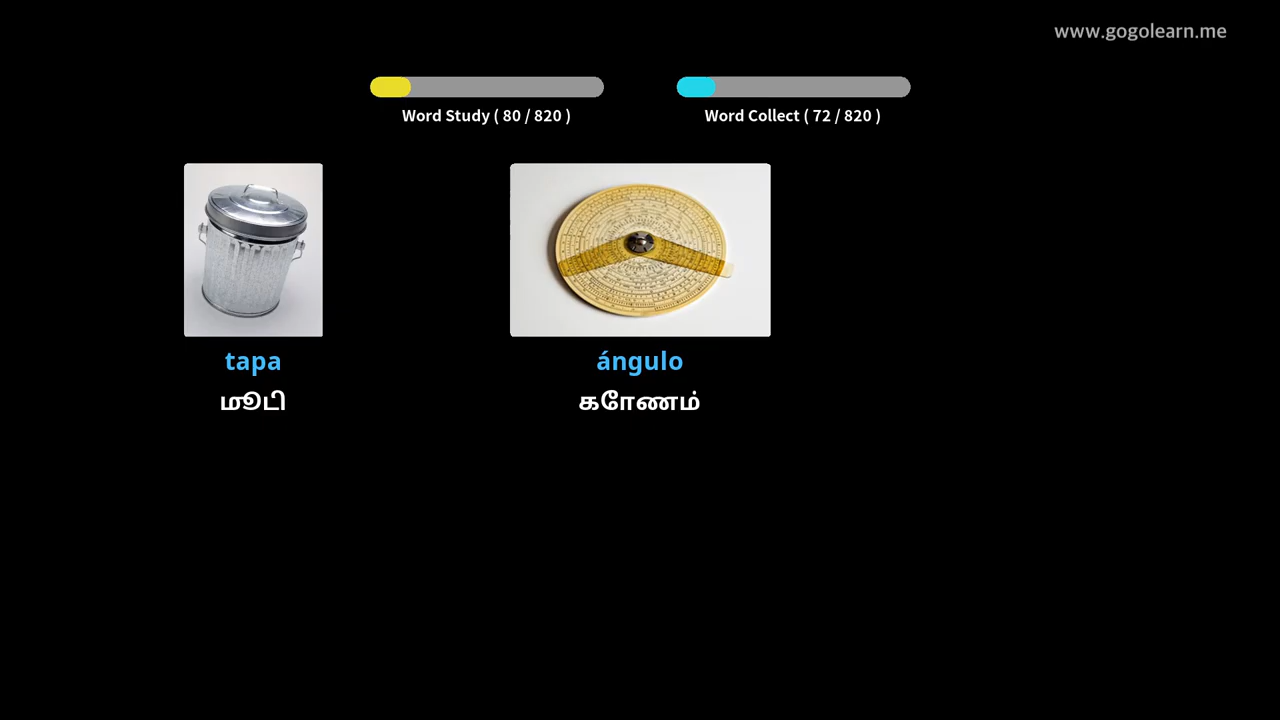 www.gogolearn.me
Word Study ( 80 / 820 )
Word Collect ( 72 / 820 )
tapa
ángulo
மூடி
கோணம்